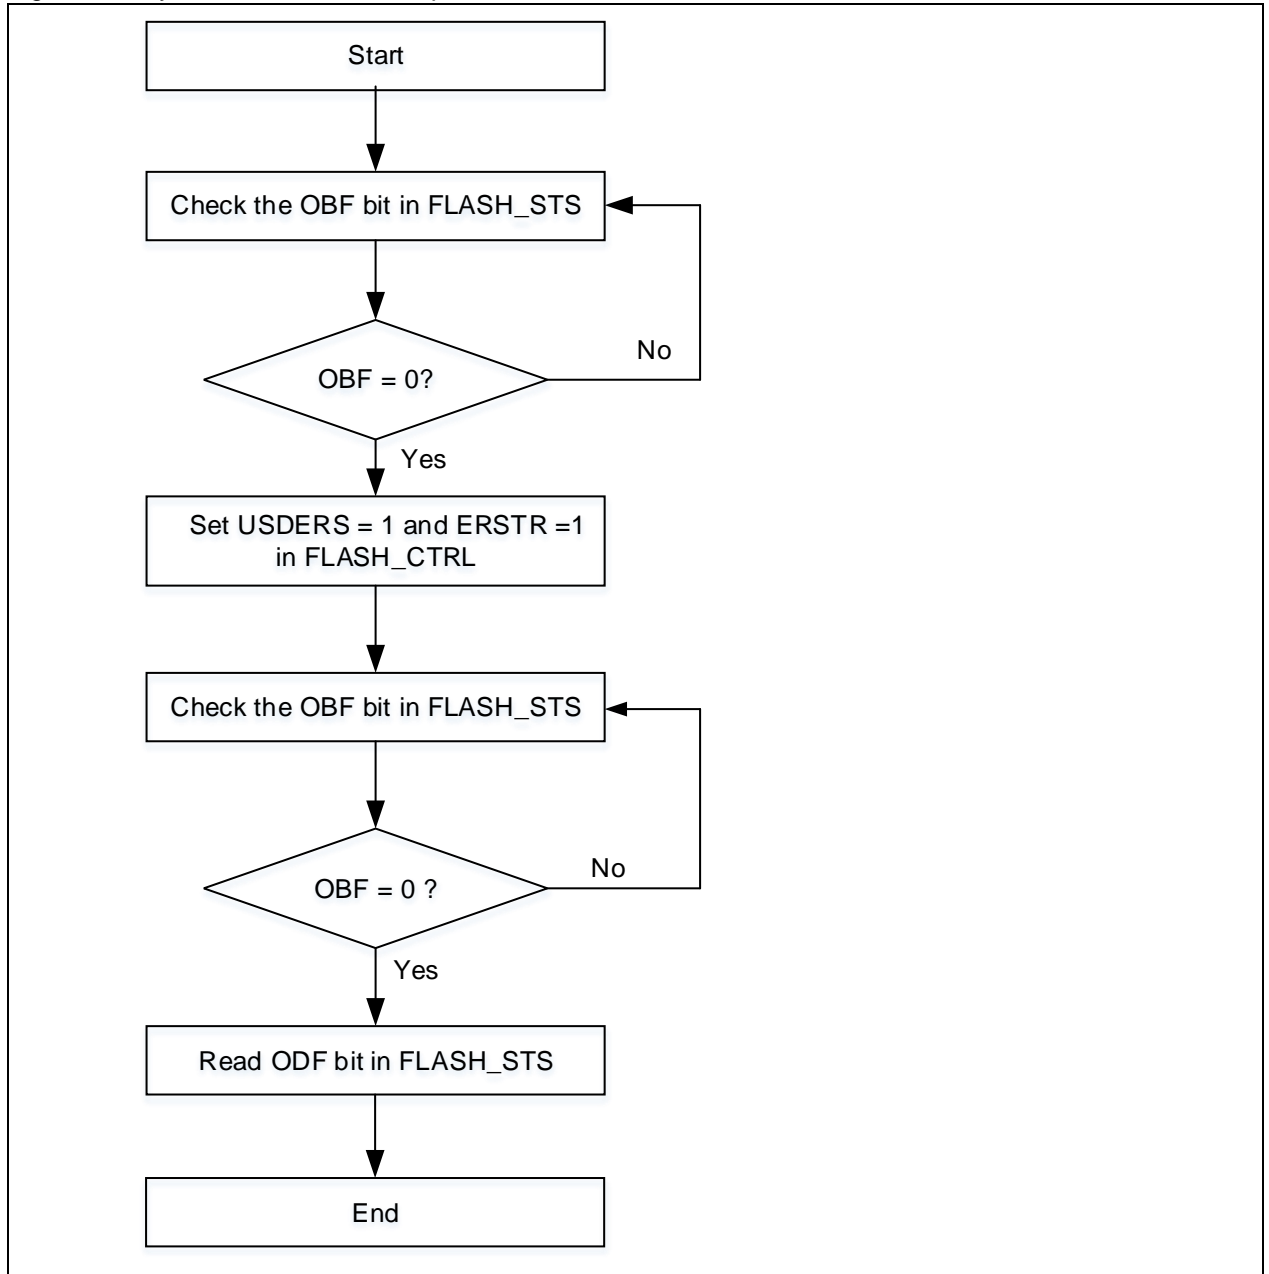 Start
Check the OBF bit in FLASH_STS
OBF = 0?
No
Yes
Set USDERS = 1 and ERSTR =1
in FLASH_CTRL
Check the OBF bit in FLASH_STS
OBF = 0 ?
No
Yes
Read ODF bit in FLASH_STS
End